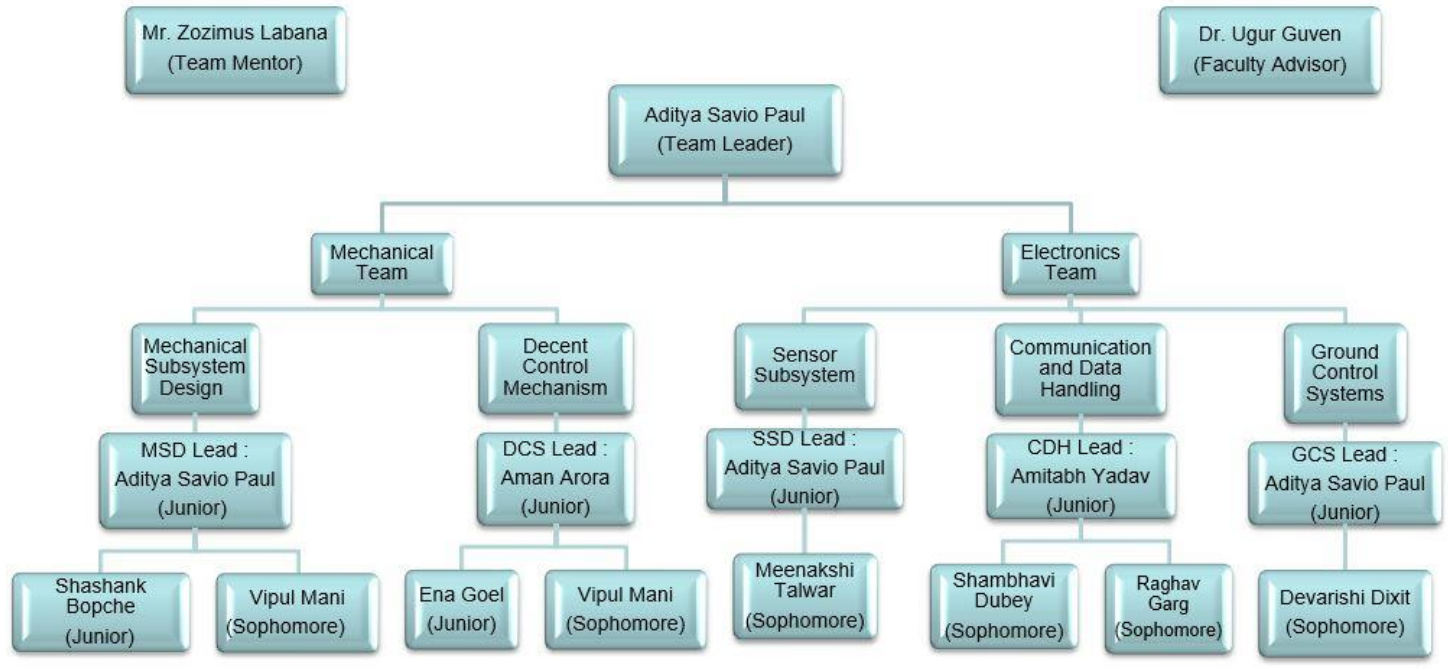 Mr. Zozimus Labana
(Team Mentor)
Dr. Ugur Guven
(Faculty Advisor)
Aditya Savio Paul
(Team Leader)
Mechanical
Team
Electronics
Team
Mechanical
Subsystem
Design
Decent
Control
Mechanism
Sensor
Subsystem
Communication
and Data
Handling
Ground
Control
Systems
MSD Lead :
Aditya Savio Paul
(Junior)
DCS Lead :
Aman Arora
(Junior)
SSD Lead :
Aditya Savio Paul
(Junior)
CDH Lead :
Amitabh Yadav
(Junior)
GCS Lead :
Aditya Savio Paul
(Junior)
Shashank
Bopche
(Junior)
Vipul Mani
(Sophomore)
Ena Goel
(Junior)
Vipul Mani
(Sophomore)
Meenakshi
Talwar
(Sophomore)
Shambhavi
Dubey
(Sophomore)
Raghav
Garg
(Sophomore)
Devarishi Dixit
(Sophomore)